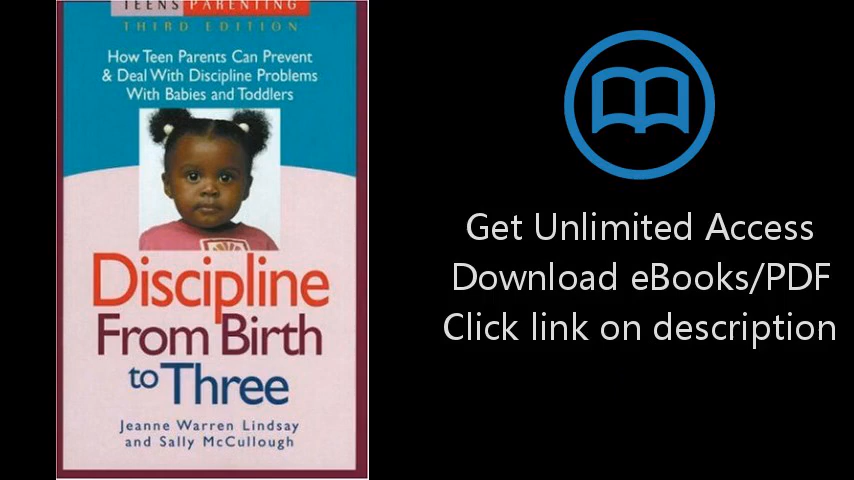 TEENS PARENTING
THIRD EDITION
How Teen Parents Can Prevent
& Deal With Discipline Problems
With Babies and Toddlers
Discipline
From Birth
to Three
Jeanne Warren Lindsay
and Sally McCullough
Get Unlimited Access
Download eBooks/PDF
Click link on description